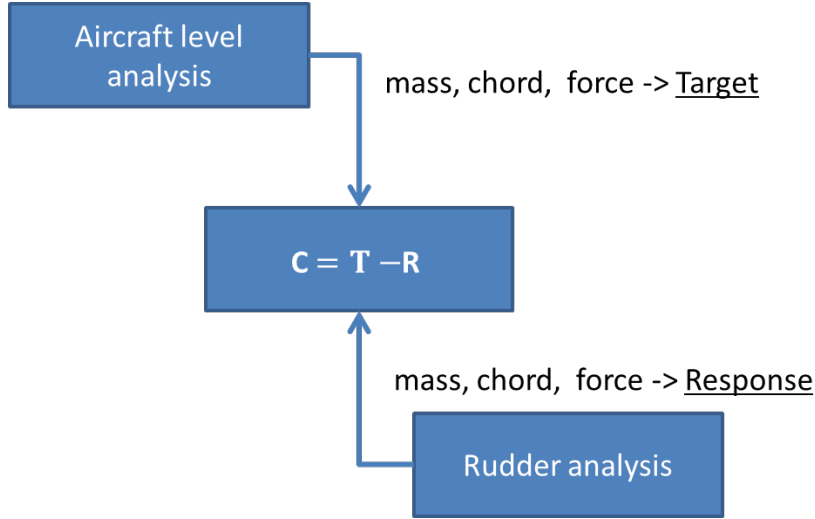 Aircraft level
analysis
mass, chord, force -> Target
C = T −R
mass, chord, force -> Response
Rudder analysis